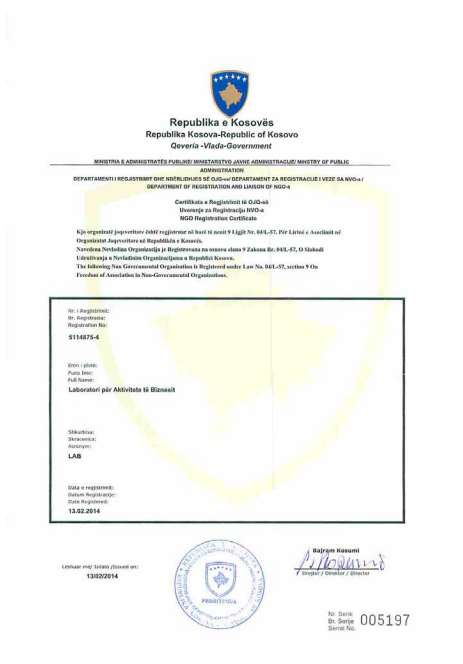 Republika e Kosovës
Republika Kosova-Republic of Kosovo
Qeveria -Vlada-Government
MINISTRIA E ADMINISTRATËS PUBLIKE/ MINISTARSTVO JAVNE ADMINISTRACIJE/ MINISTRY OF PUBLIC
ADMINISTRATION
DEPARTAMENTI I REGJISTRIMIT DHE NDËRLIDHJES SË OJQ-ve/ DEPARTAMENT ZA REGISTRACIJE I VEZE SA NVO-a /
DEPARTMENT OF REGISTRATION AND LIAISON OF NGO-s
Certifikata e Regjistrimit të OJQ-së
Uverenje za Registraciju NVO-a
NGO Registration Certificate
Kjo organizatë joqeveritare është regjistruar në bazë të nenit 9 Ligjit Nr. 04/L-57, Për Lirinë e Asocimit në
Organizatat Joqeveritare në Republikën e Kosovës.
Navedena Nevladina Organizacija je Registrovana na osnovu clana 9 Zakona Br. 04/L-57, O Slobodi
Udruživanja u Nevladinim Organizacijama u Republici Kosovo.
The following Non Governmental Organisation is Registered under Law No. 04/L-57, section 9 On
Freedom of Association in Non-Governmental Organizations.
Nr. i Regjistrimit:
Br. Registracije:
Registration No:
5114875-4
Emri i plotë:
Puno Ime:
Full Name:
Laboratori për Aktivitete të Biznesit
Shkurtesa:
Skracenica:
Acronym:
LAB
Data e regjistrimit:
Datum Registracije:
Date Registered:
13.02.2014
Leshuar më/ Izdato /Issued on:
13/02/2014
PRISHTINË/A
Bajram Kosumi
Drejtor / Direktor / Director
Nr. Serik
Br. Serije
Serial No.
005197